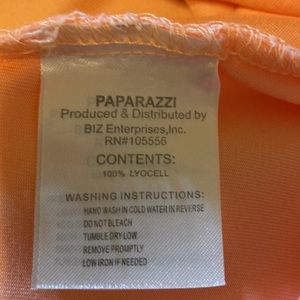 PAPARAZZI
Produced & Distributed by
BIZ Enterprises,Inc.
RN#105556
CONTENTS:
100% LYOCELL
WASHING INSTRUCTIONS:
HAND WASH IN COLD WATER IN REVERSE
DO NOT BLEACH
TUMBLE DRY LOW
REMOVE PROMPTLY
LOW IRON IF NEEDED